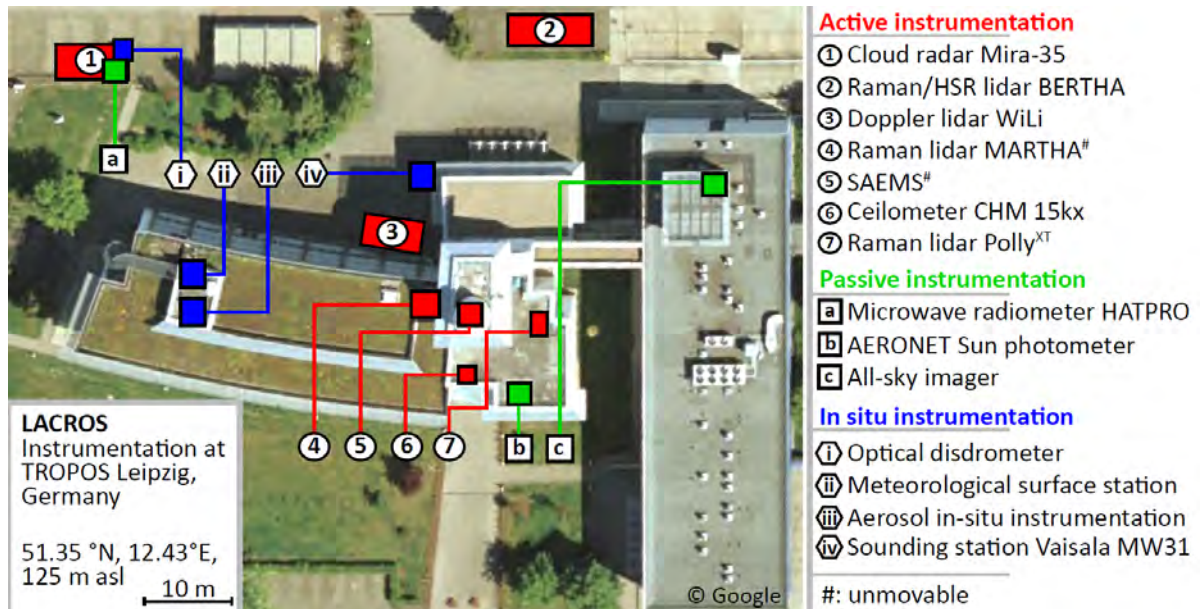 1
2
a
i
ii
iii
iv
3
4
5
6
7
b
c
LACROS
Instrumentation at
TROPOS Leipzig,
Germany
51.35 °N, 12.43°E,
125 m asl
10 m
© Google
Active instrumentation
1 Cloud radar Mira-35
2 Raman/HSR lidar BERTHA
3 Doppler lidar WiLi
4 Raman lidar MARTHA#
5 SAEMS#
6 Ceilometer CHM 15kx
7 Raman lidar PollyXT
Passive instrumentation
a Microwave radiometer HATPRO
b AERONET Sun photometer
c All-sky imager
In situ instrumentation
i Optical disdrometer
ii Meteorological surface station
iii Aerosol in-situ instrumentation
iv Sounding station Vaisala MW31
#: unmovable